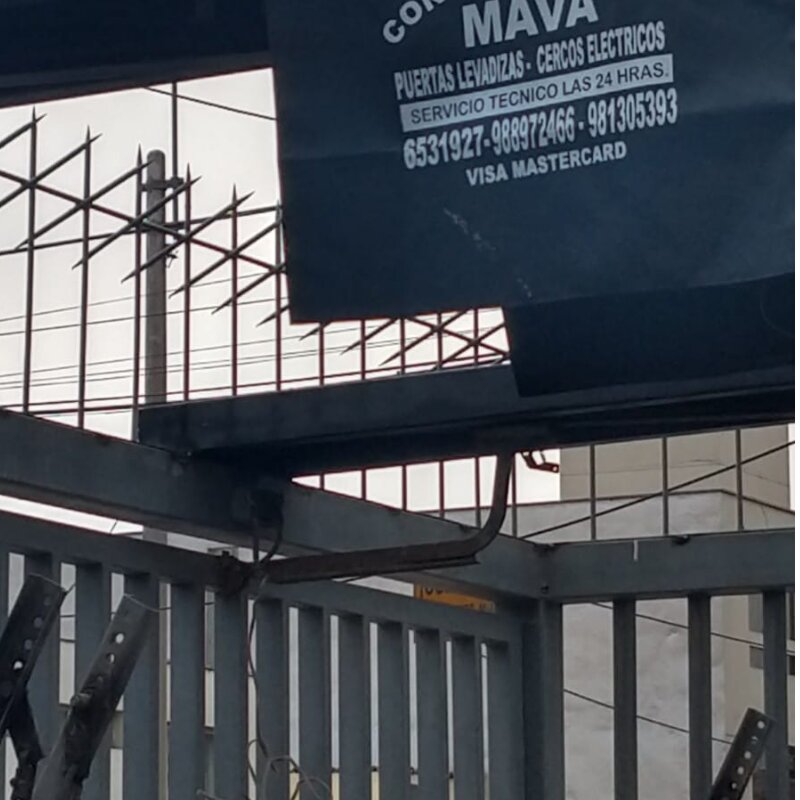 MAVA
PUERTAS LEVADIZAS - CERCOS ELECTRICOS
SERVICIO TECNICO LAS 24 HRAS.
6531927-988972466 - 981305393
VISA MASTERCARD